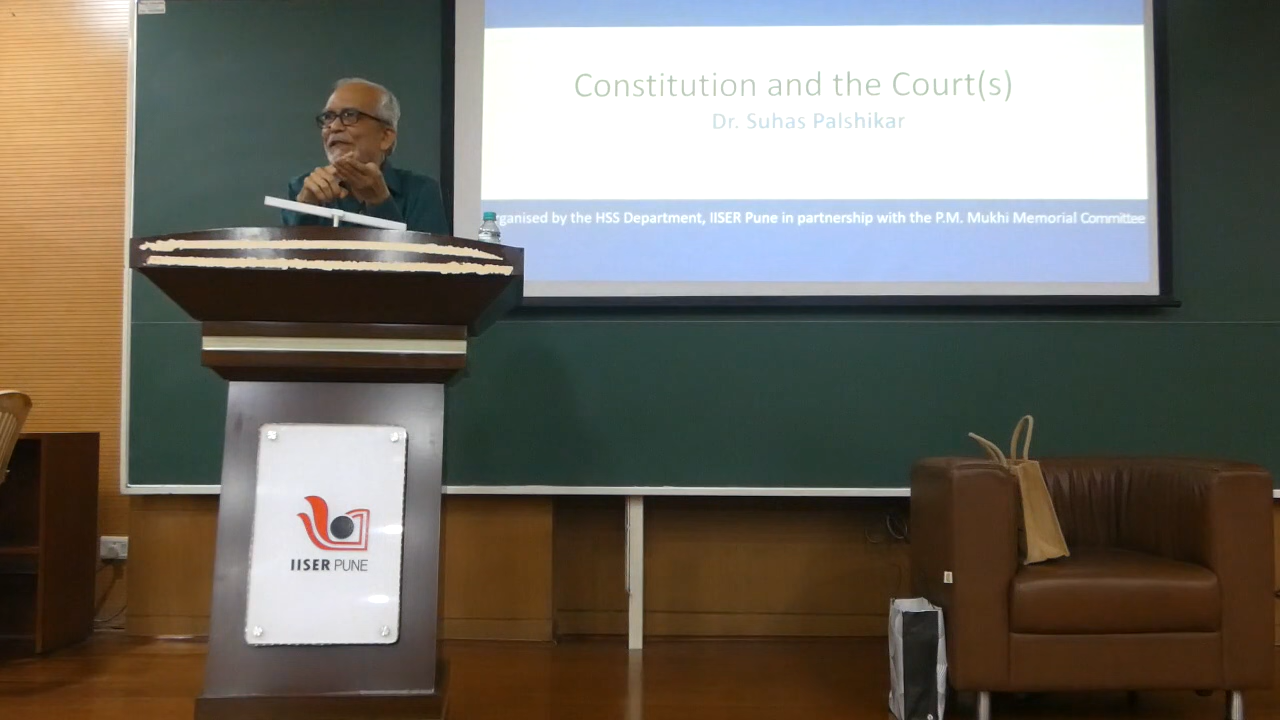 Constitution and the Court(s)
Dr. Suhas Palshikar
rganised by the HSS Department, IISER Pune in partnership with the P.M. Mukhi Memorial Committee
IISER PUNE